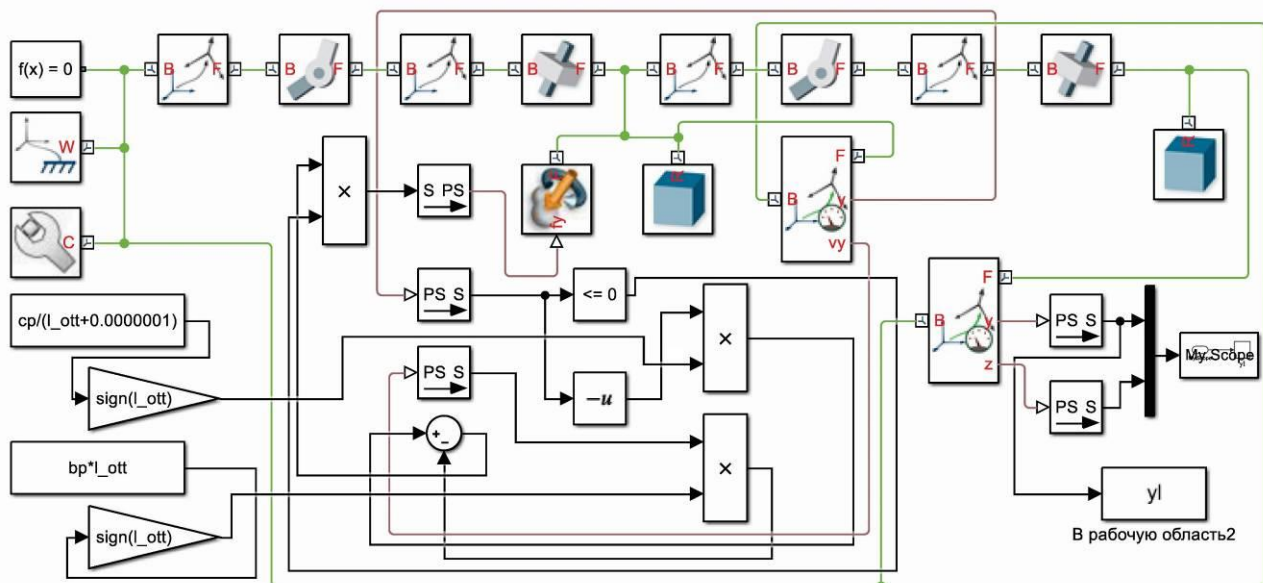 f(x) = 0
B F
B F
B F
B F
B F
B F
B F
B F
W
C
×
S PS
fy
R
F
B
y
vy
R
cp/(l_ott+0.0000001)
PS S
<= 0
×
F
B
y
z
PS S
My Scope
sign(l_ott)
PS S
-u
PS S
+
-
bp*l_ott
×
sign(l_ott)
yl
В рабочую область2